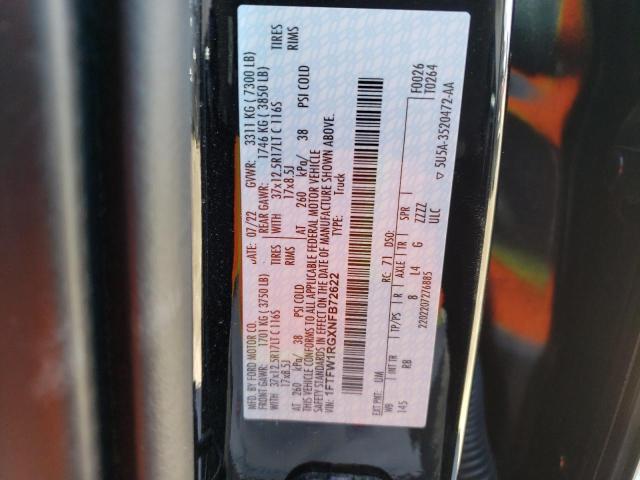 MFD. BY FORD MOTOR CO.
DATE: 07/22 GVWR: 3311 KG ( 7300 LB)
FRONT GAWR: 1701 KG ( 3750 LB) REAR GAWR: 1746 KG ( 3850 LB)
WITH 37x12.5R17LT C 116S TIRES WITH 37x12.5R17LT C 116S TIRES
17x8.5J RIMS 17x8.5J RIMS
AT 260 kPa/ 38 PSI COLD AT 260 kPa/ 38 PSI COLD
THIS VEHICLE CONFORMS TO ALL APPLICABLE FEDERAL MOTOR VEHICLE
SAFETY STANDARDS IN EFFECT ON THE DATE OF MANUFACTURE SHOWN ABOVE.
VIN: 1FTFW1RGXNFB72622
TYPE: Truck
F0026
T0264
EXT PNT: UM RC: 71 DSO:
WB INT TR TP/PS R AXLE TR SPR
145 RB 8 L4 G ZZZZ
ULC
2202207276885
▽ 5U5A-3520472-AA